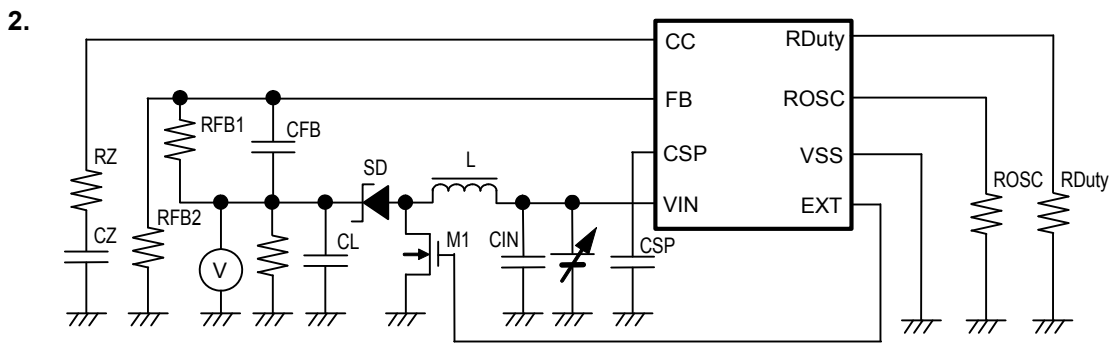 2.
CC
RDuty
FB
ROSC
CSP
VSS
VIN
EXT
RFB1
CFB
RZ
SD
L
ROSC
RDuty
RFB2
CZ
V
CL
M1
CIN
CSP